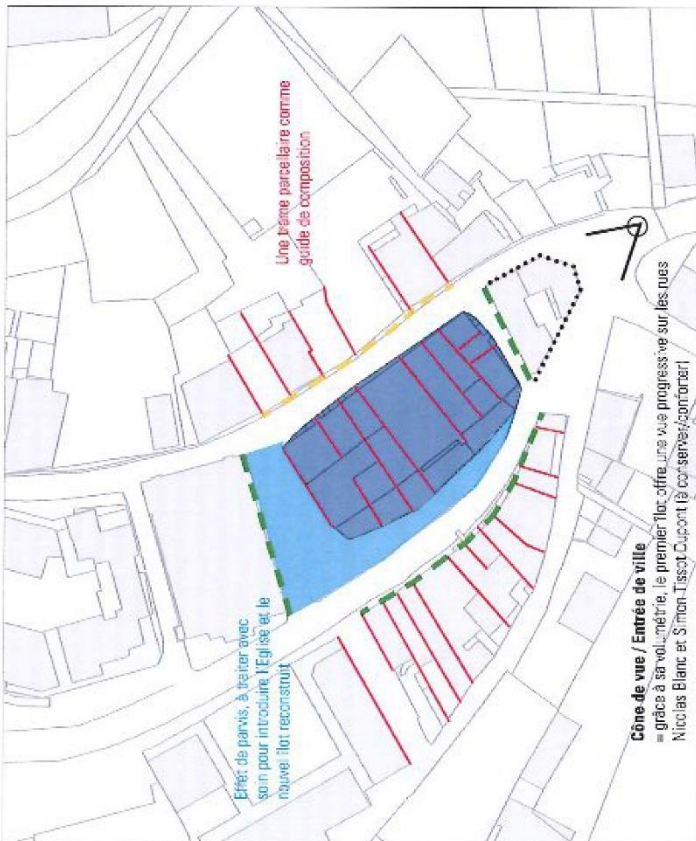 Effet de parvis, à traiter avec
soin pour introduire l'Eglise et le
nouvel îlot reconstruit
Une trame parcellaire comme
guide de composition
Cône de vue / Entrée de ville
= grâce à sa volumétrie, le premier îlot offre une vue progressive sur les rues
Nicolas Blanc et Simon-Tissot Dupont (à conserver/conforter)